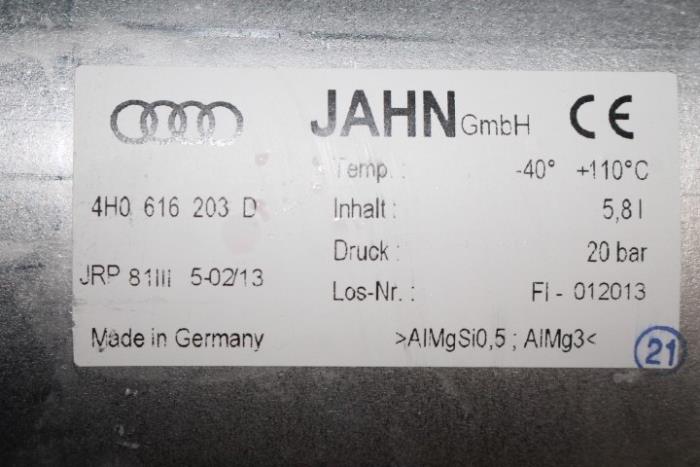 JAHN GmbH CE
Temp. : -40° +110°C
4H0 616 203 D Inhalt : 5,8 l
Druck : 20 bar
JRP 81III 5-02/13
Los-Nr. : FI - 012013
Made in Germany >AlMgSi0,5 ; AlMg3<
21